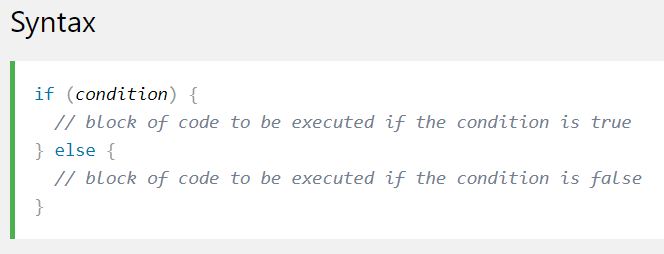 Syntax
if (condition) {
// block of code to be executed if the condition is true
} else {
// block of code to be executed if the condition is false
}